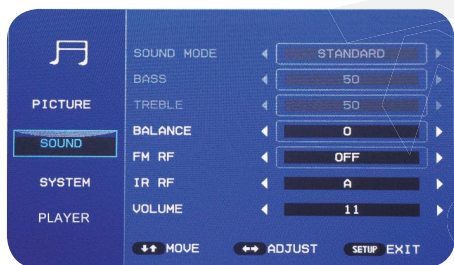 SOUND MODE STANDARD
BASS 50
PICTURE TREBLE 50
BALANCE 0
SOUND FM RF OFF
SYSTEM IR RF A
PLAYER VOLUME 11
MOVE ADJUST SETUP EXIT